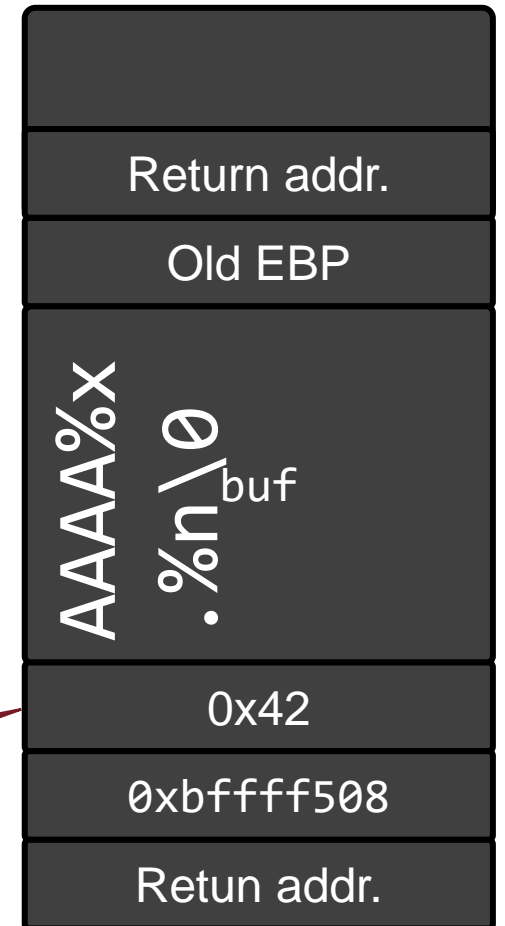 Return addr.
Old EBP
AAAA%x
.%n\0
buf
0x42
0xbffff508
Retun addr.